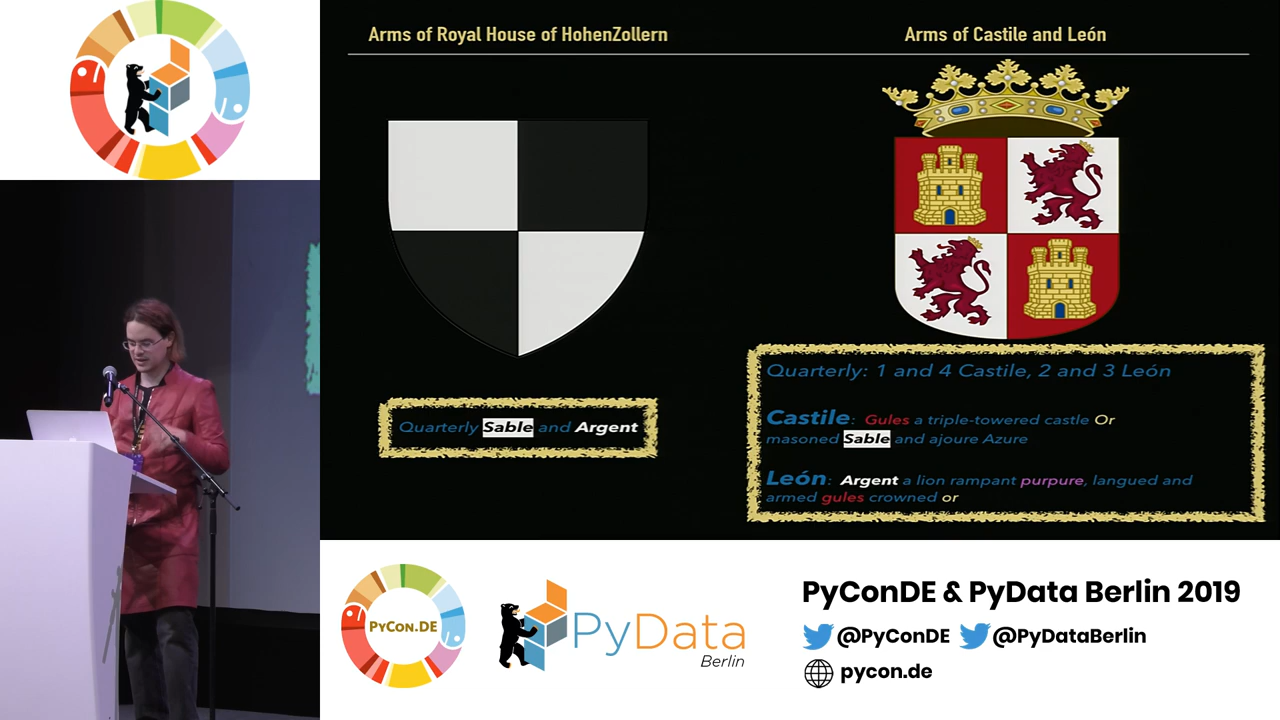 Arms of Royal House of HohenZollern
Arms of Castile and León
Quarterly Sable and Argent
Quarterly: 1 and 4 Castile, 2 and 3 León
Castile: Gules a triple-towered castle Or
masoned Sable and ajoure Azure
León: Argent a lion rampant purpure, langued and
armed gules crowned or
PyCon.DE
PyData
Berlin
PyConDE & PyData Berlin 2019
@PyConDE @PyDataBerlin
pycon.de